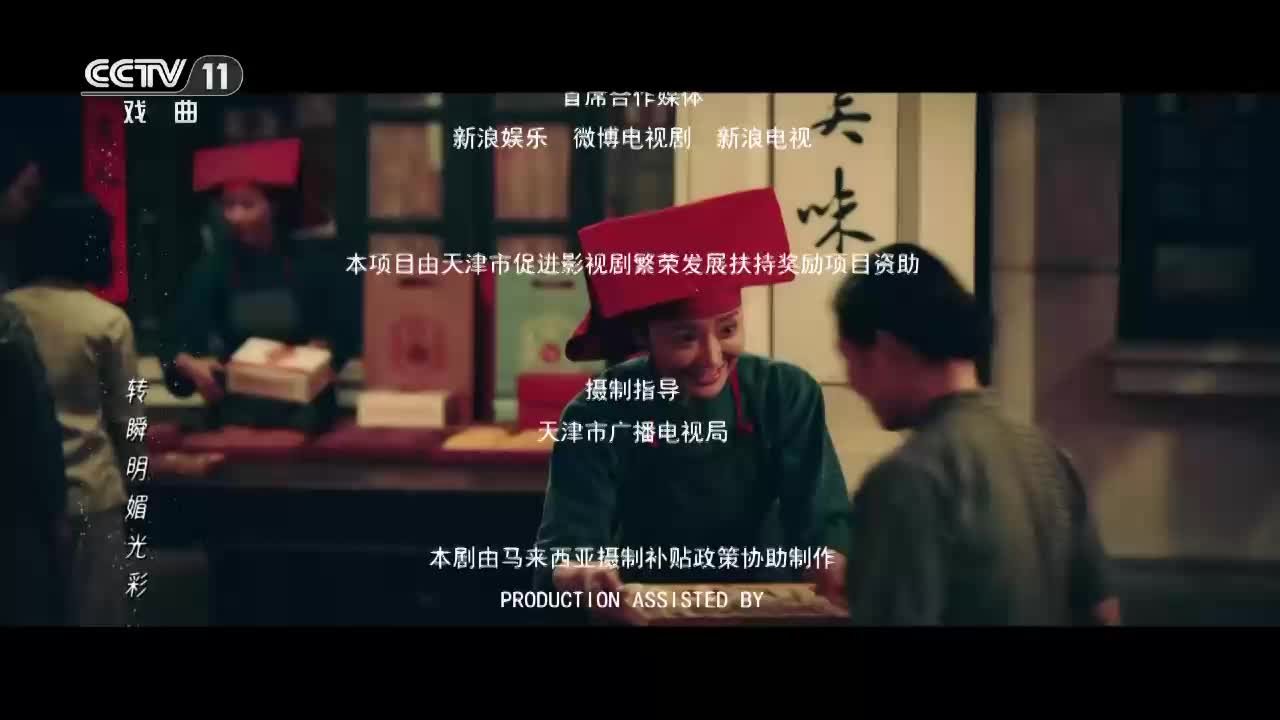 CCTV 11
戏曲
首席合作媒体
新浪娱乐 微博电视剧 新浪电视
味
本项目由天津市促进影视剧繁荣发展扶持奖励项目资助
摄制指导
天津市广播电视局
转瞬明媚光彩
本剧由马来西亚摄制补贴政策协助制作
PRODUCTION ASSISTED BY